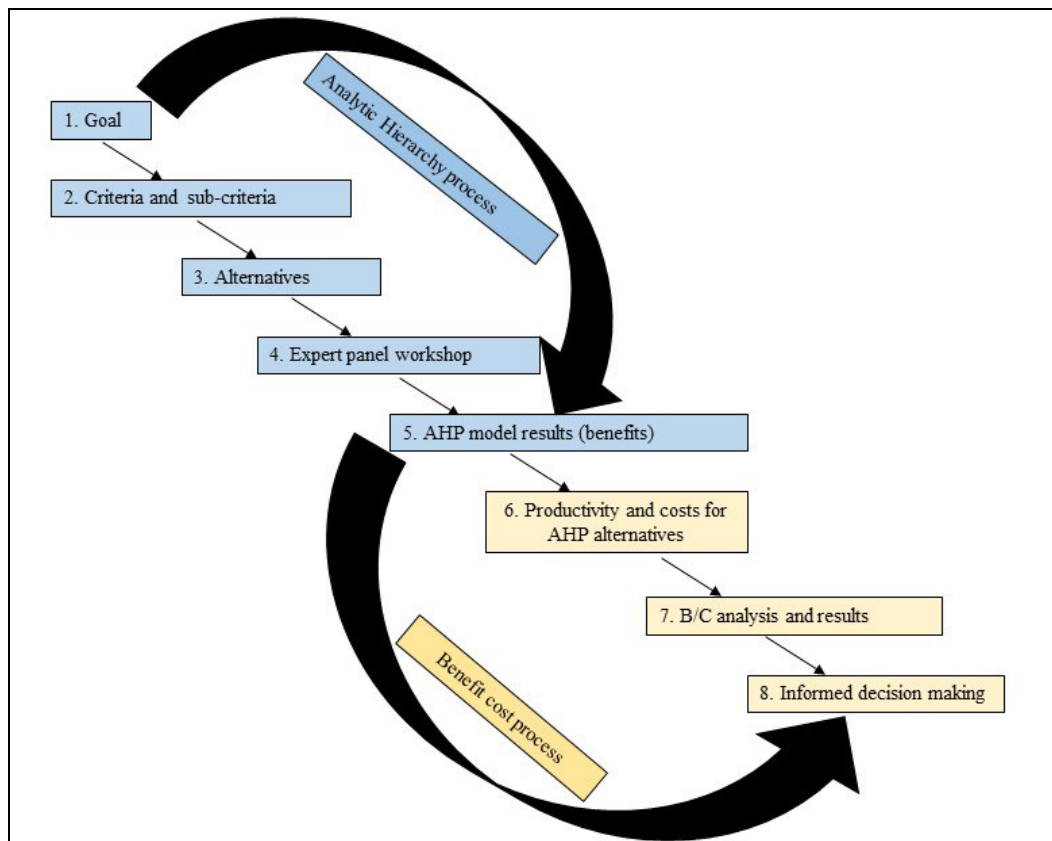 1. Goal
Analytic Hierarchy process
2. Criteria and sub-criteria
3. Alternatives
4. Expert panel workshop
5. AHP model results (benefits)
6. Productivity and costs for
AHP alternatives
7. B/C analysis and results
Benefit cost process
8. Informed decision making